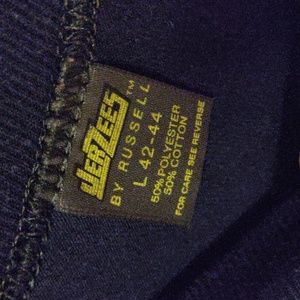 JERZEES™
BY RUSSELL
L 42-44
50% POLYESTER
50% COTTON
FOR CARE SEE REVERSE